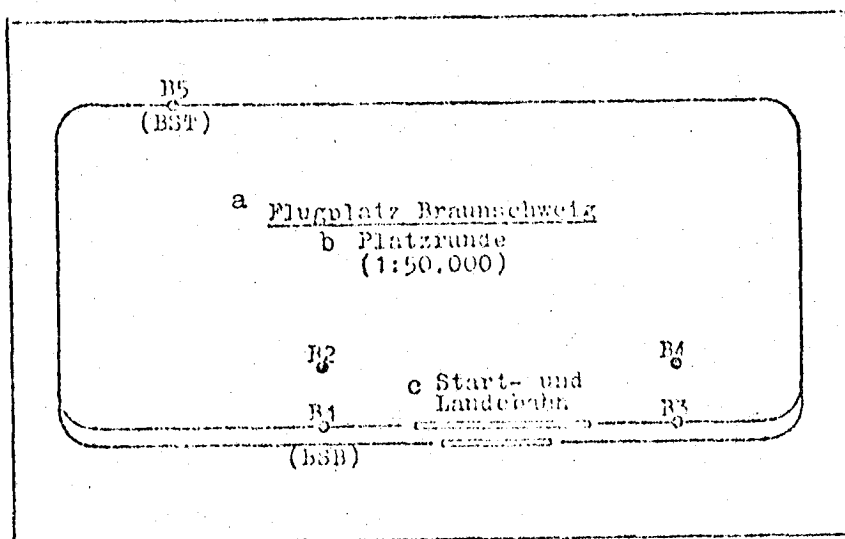 B5
(BST)
a Flugplatz Braunschweig
b Platzrunde
(1:50.000)
B2
B4
c Start- und
Landebahn
B1
B3
(BSB)